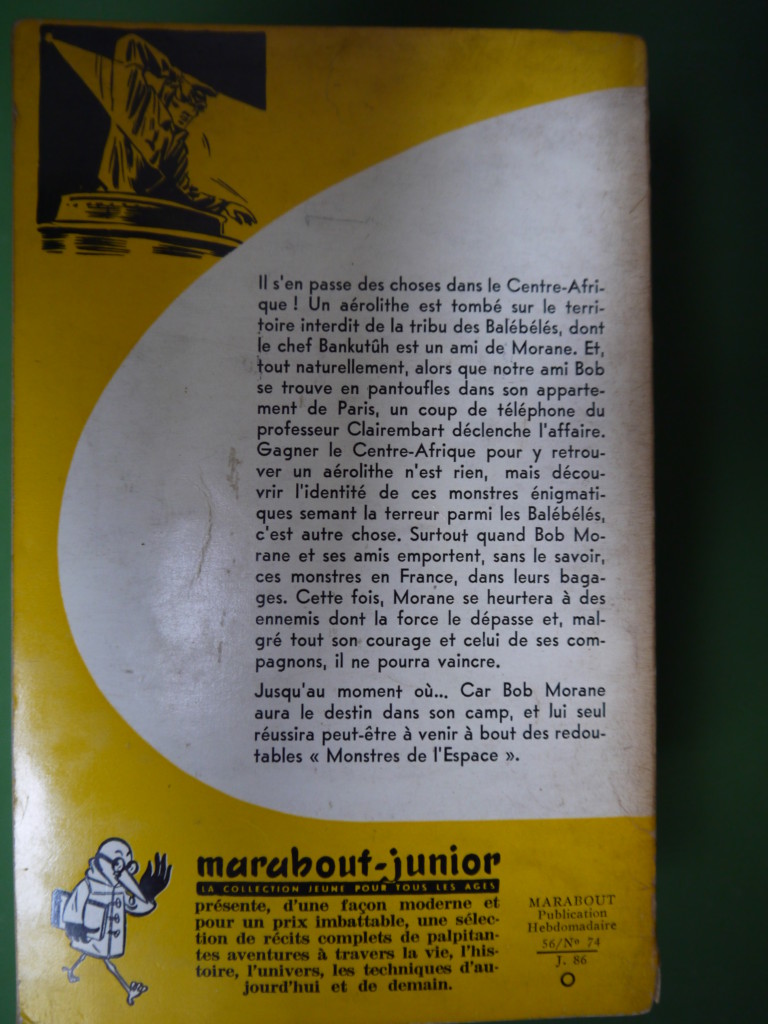 Il s'en passe des choses dans le Centre-Afri-
que ! Un aérolithe est tombé sur le terri-
toire interdit de la tribu des Balébélés, dont
le chef Bankutûh est un ami de Morane. Et,
tout naturellement, alors que notre ami Bob
se trouve en pantoufles dans son apparte-
ment de Paris, un coup de téléphone du
professeur Clairembart déclenche l'affaire.
Gagner le Centre-Afrique pour y retrou-
ver un aérolithe n'est rien, mais décou-
vrir l'identité de ces monstres énigmati-
ques semant la terreur parmi les Balébélés,
c'est autre chose. Surtout quand Bob Mo-
rane et ses amis emportent, sans le savoir,
ces monstres en France, dans leurs baga-
ges. Cette fois, Morane se heurtera à des
ennemis dont la force le dépasse et, mal-
gré tout son courage et celui de ses com-
pagnons, il ne pourra vaincre.
Jusqu'au moment où... Car Bob Morane
aura le destin dans son camp, et lui seul
réussira peut-être à venir à bout des redou-
tables « Monstres de l'Espace ».
marabout-junior
LA COLLECTION JEUNE POUR TOUS LES AGES
présente, d'une façon moderne et
pour un prix imbattable, une sélec-
tion de récits complets de palpitan-
tes aventures à travers la vie, l'his-
toire, l'univers, les techniques d'au-
jourd'hui et de demain.
MARABOUT
Publication
Hebdomadaire
56/Nº 74
J. 86